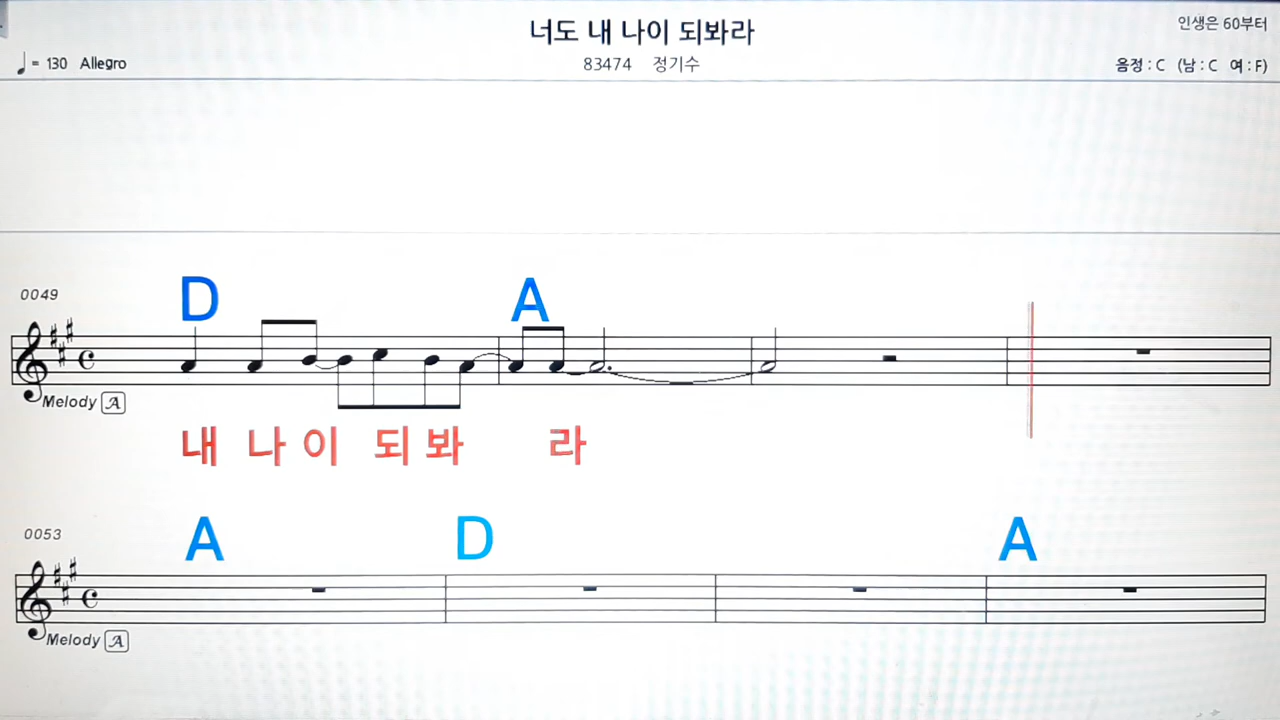 너도 내 나이 되봐라
인생은 60부터
♩= 130 Allegro
83474 정기수
음정 : C (남 : C 여 : F)
0049
D A
Melody A
내 나 이 되 봐 라
0053
A D A
Melody A